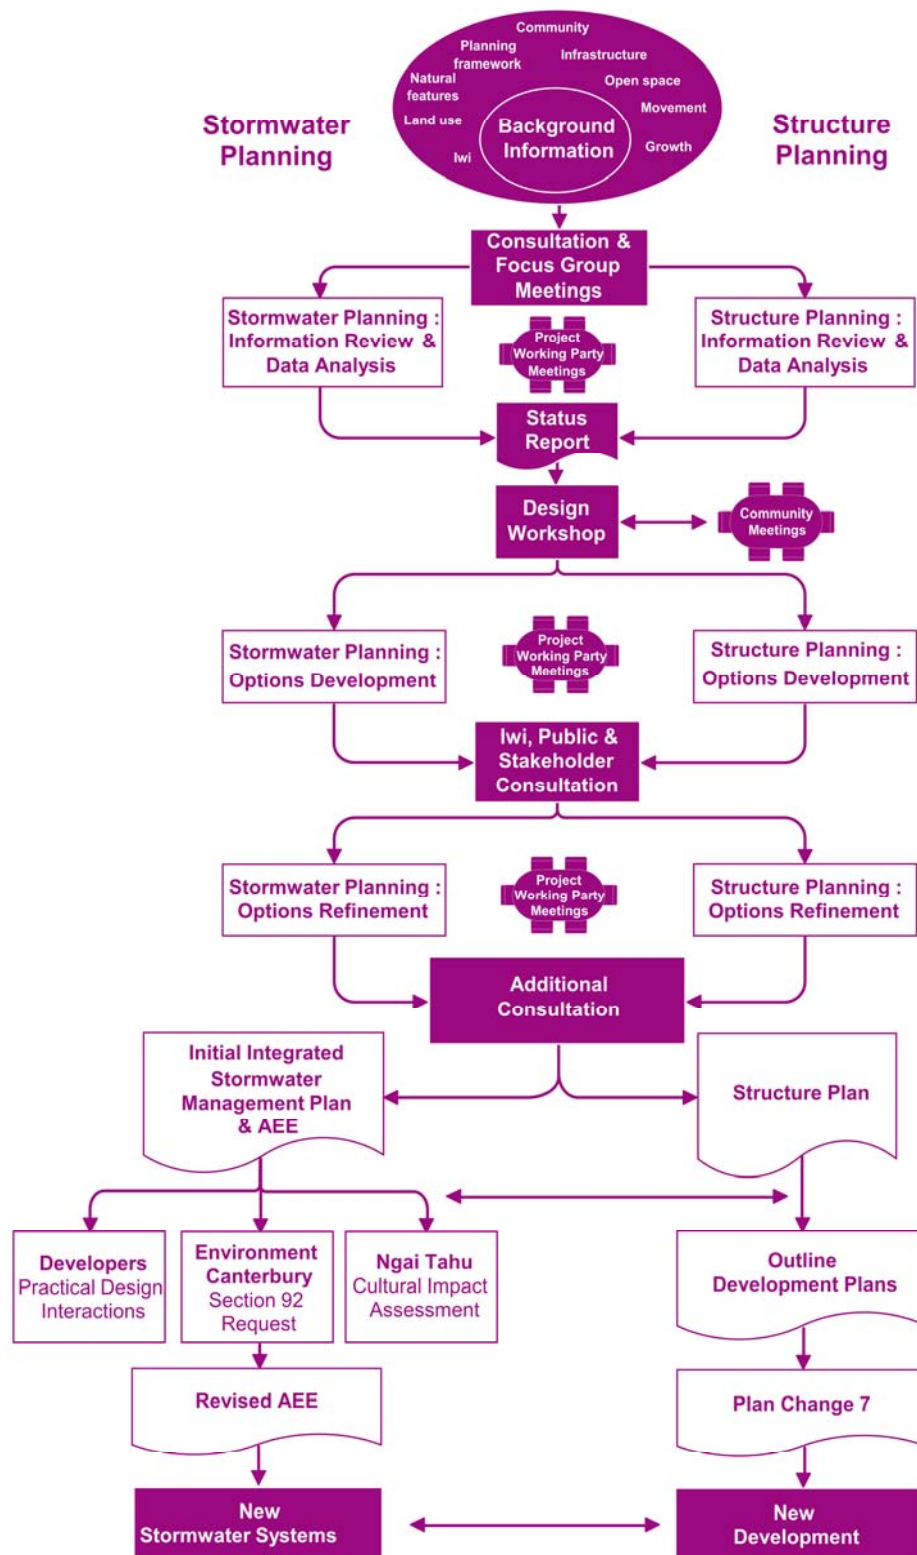 Community
Planning
framework
Infrastructure
Natural
features
Open space
Land use
Movement
Iwi
Background
Information
Growth
Stormwater
Planning
Structure
Planning
Consultation &
Focus Group
Meetings
Stormwater Planning :
Information Review &
Data Analysis
Project
Working Party
Meetings
Structure Planning :
Information Review &
Data Analysis
Status
Report
Design
Workshop
Community
Meetings
Stormwater Planning :
Options Development
Project
Working Party
Meetings
Structure Planning :
Options Development
Iwi, Public &
Stakeholder
Consultation
Stormwater Planning :
Options Refinement
Project
Working Party
Meetings
Structure Planning :
Options Refinement
Additional
Consultation
Initial Integrated
Stormwater
Management Plan
& AEE
Structure Plan
Developers
Practical Design
Interactions
Environment
Canterbury
Section 92
Request
Ngai Tahu
Cultural Impact
Assessment
Outline
Development Plans
Revised AEE
Plan Change 7
New
Stormwater Systems
New
Development